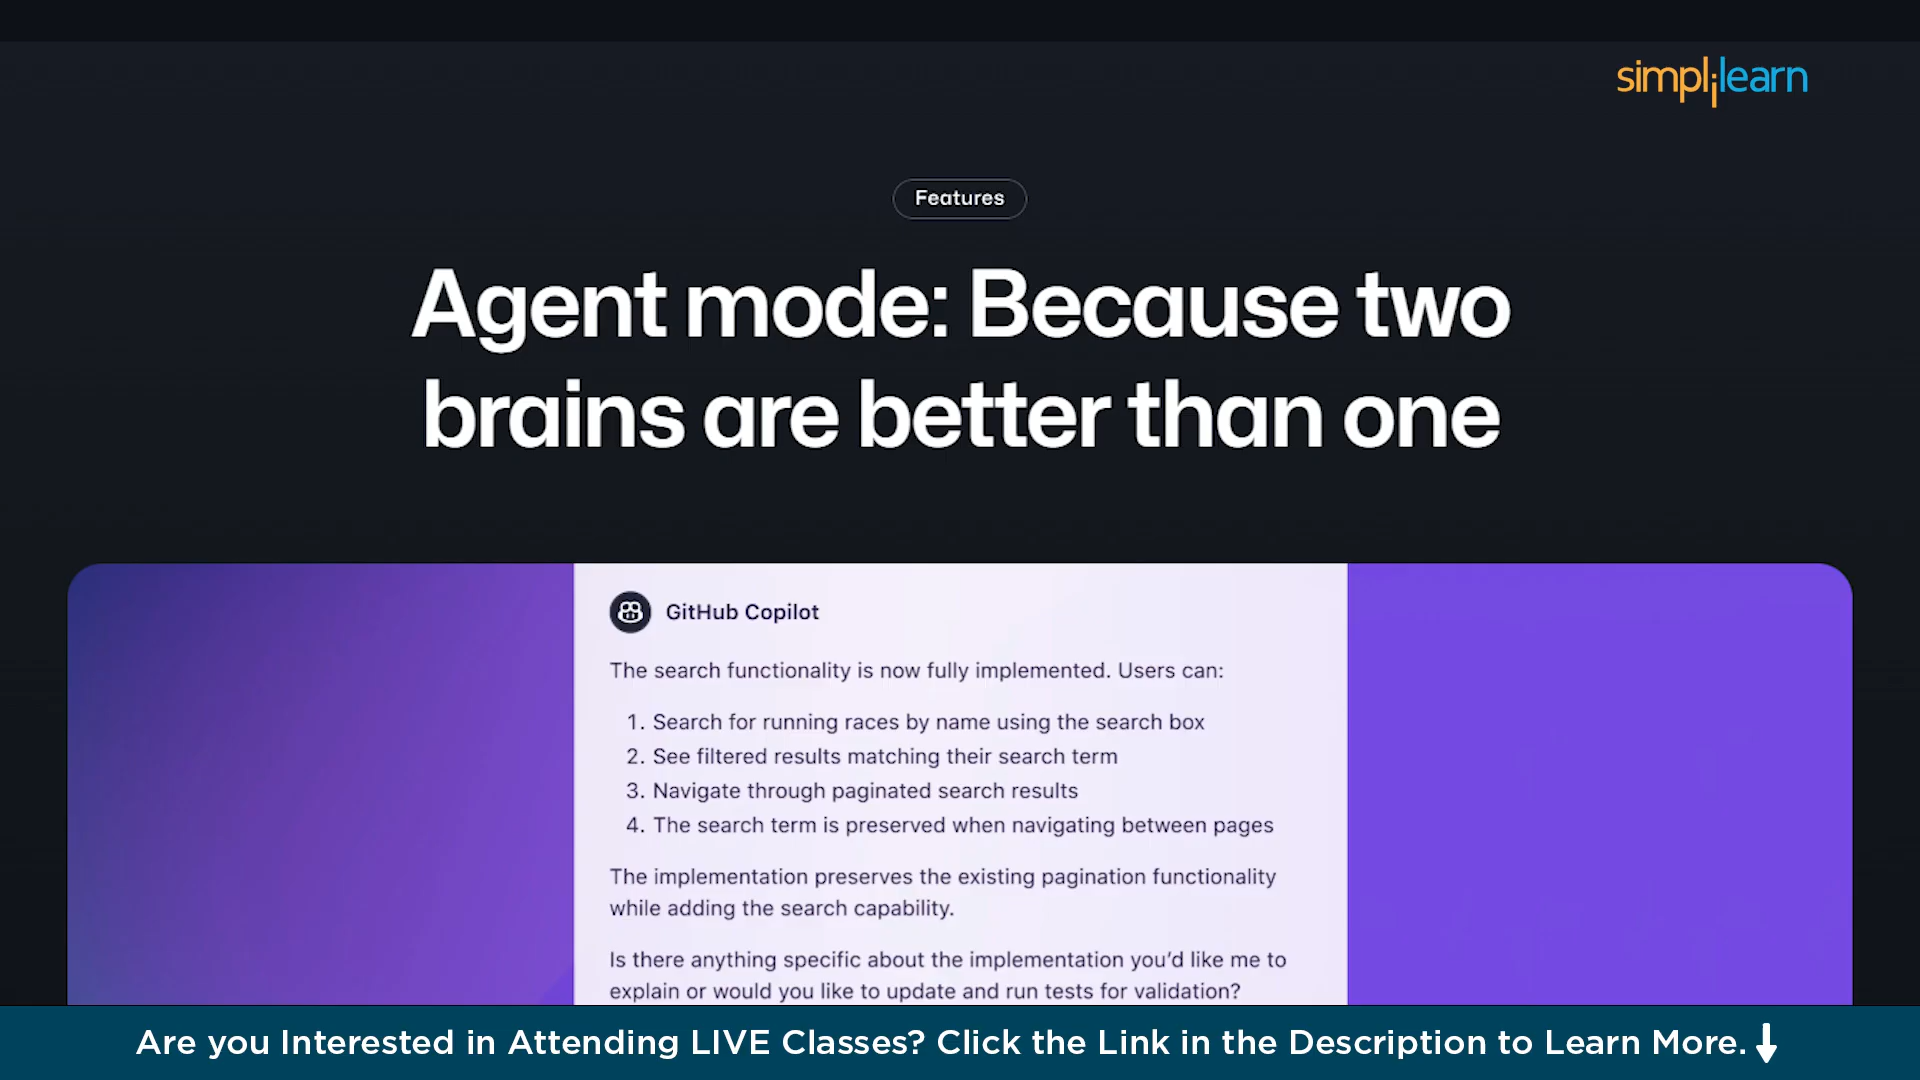 simplilearn
Features
Agent mode: Because two
brains are better than one
GitHub Copilot
The search functionality is now fully implemented. Users can:
1. Search for running races by name using the search box
2. See filtered results matching their search term
3. Navigate through paginated search results
4. The search term is preserved when navigating between pages
The implementation preserves the existing pagination functionality
while adding the search capability.
Is there anything specific about the implementation you'd like me to
explain or would you like to update and run tests for validation?
Are you Interested in Attending LIVE Classes? Click the Link in the Description to Learn More.